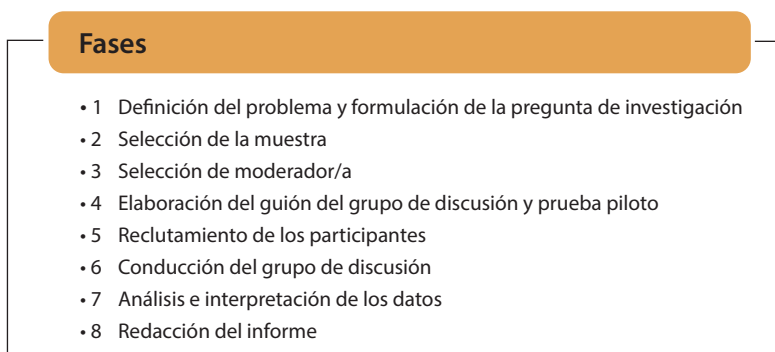 Fases
• 1 Definición del problema y formulación de la pregunta de investigación
• 2 Selección de la muestra
• 3 Selección de moderador/a
• 4 Elaboración del guión del grupo de discusión y prueba piloto
• 5 Reclutamiento de los participantes
• 6 Conducción del grupo de discusión
• 7 Análisis e interpretación de los datos
• 8 Redacción del informe